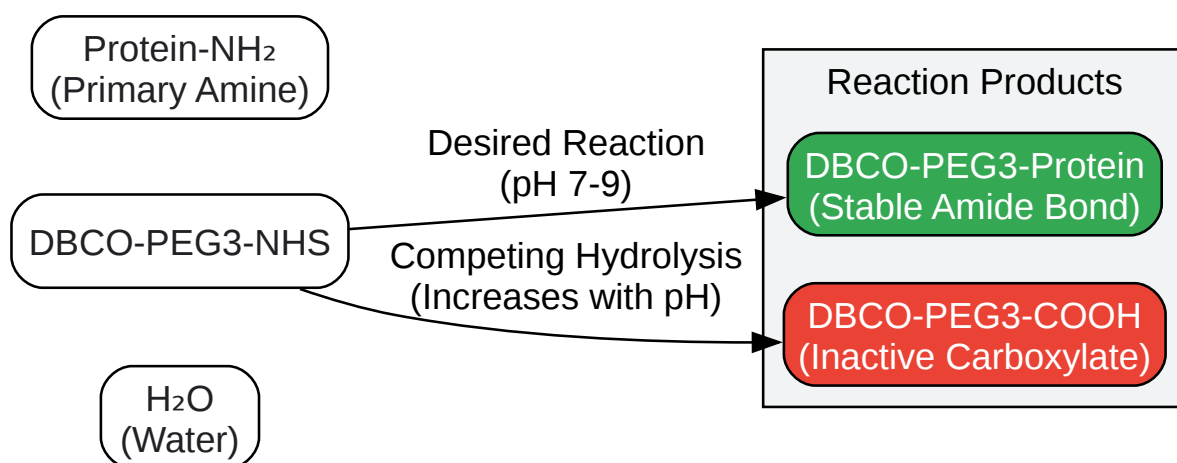 Protein-NH₂
(Primary Amine)
DBCO-PEG3-NHS
H₂O
(Water)
Desired Reaction
(pH 7-9)
Competing Hydrolysis
(Increases with pH)
Reaction Products
DBCO-PEG3-Protein
(Stable Amide Bond)
DBCO-PEG3-COOH
(Inactive Carboxylate)